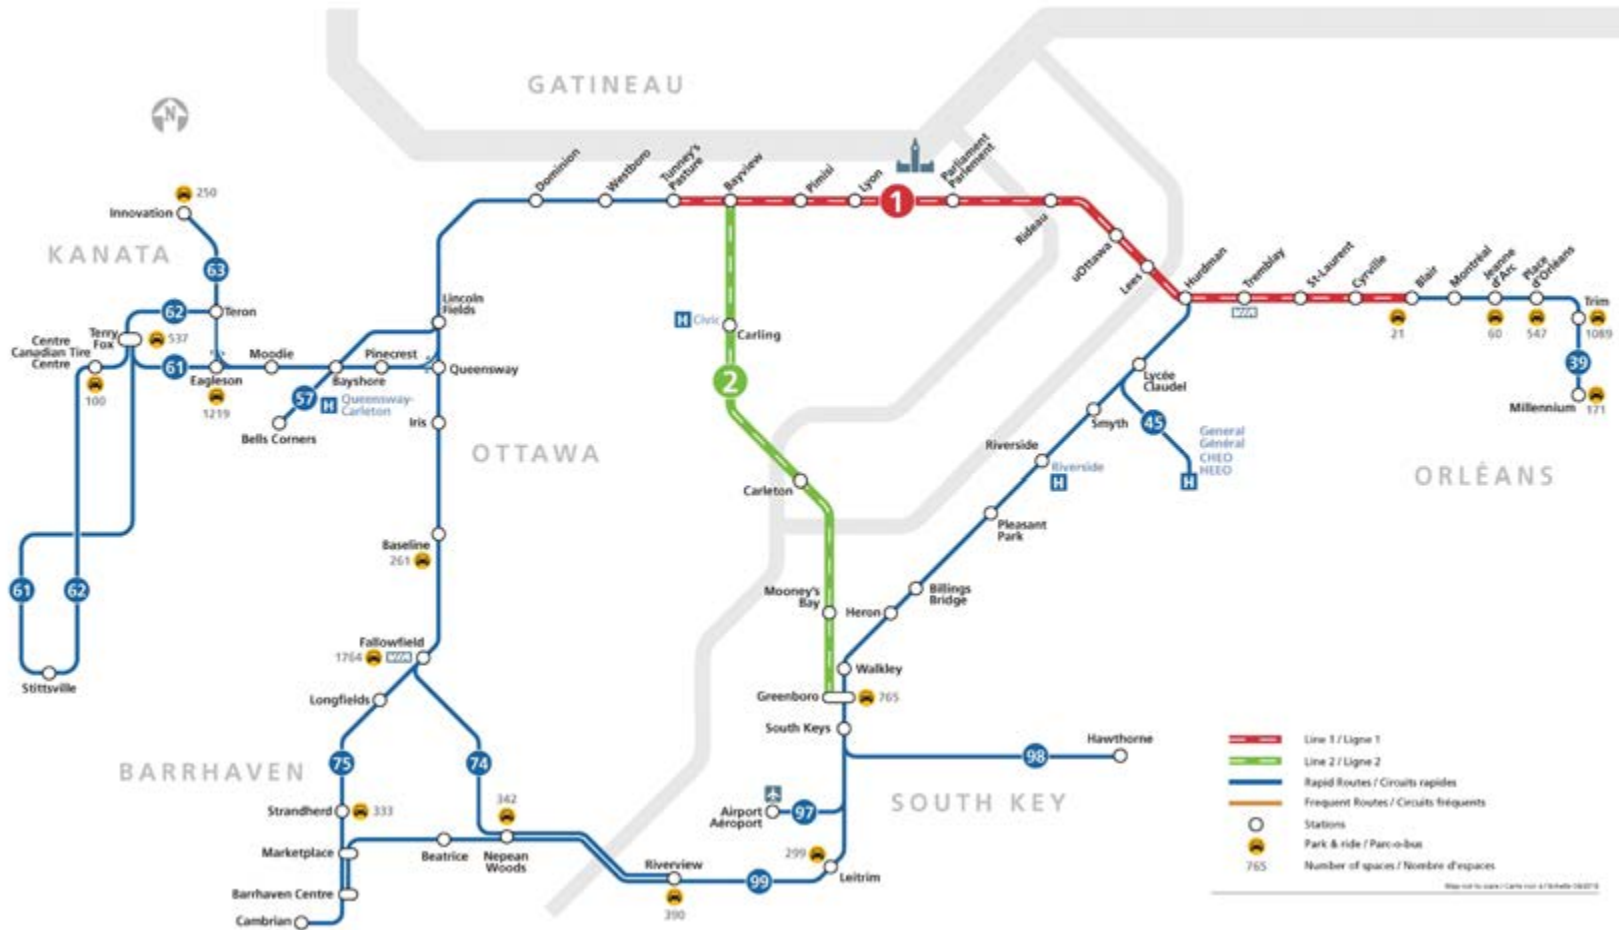 GATINEAU
N
250
Innovation
KANATA
63
62
Teron
Terry
Fox
537
Centre
Canadian Tire
Centre
100
61
Eagleson
1219
Moodie
Bayshore
Pinecrest
Queensway
Lincoln
Fields
57
H
Queensway-
Carleton
Bells Corners
Iris
OTTAWA
Baseline
261
61
62
Stittsville
Fallowfield
1764
VIA
Longfields
BARRHAVEN
75
74
Strandherd
333
342
Marketplace
Beatrice
Nepean
Woods
Barrhaven Centre
Cambrian
Riverview
390
99
299
Leitrim
Airport
Aéroport
97
98
Hawthorne
SOUTH KEY
South Keys
Greenboro
765
Walkley
Mooney's
Bay
Heron
Billings
Bridge
Pleasant
Park
Riverside
Riverside
H
Smyth
45
General
Général
CHEO
HEEO
H
Lycée
Claudel
Carleton
2
Carling
H
Civic
Dominion
Westboro
Tunney's
Pasture
Bayview
Pimisi
Lyon
1
Parliament
Parlement
Rideau
uOttawa
Lees
Hurdman
Tremblay
VIA
St-Laurent
Cyrville
Blair
21
Montréal
Jeanne
d'Arc
60
Place
d'Orléans
547
Trim
1089
39
Millennium
171
ORLÉANS
Line 1 / Ligne 1
Line 2 / Ligne 2
Rapid Routes / Circuits rapides
Frequent Routes / Circuits fréquents
Stations
Park & ride / Parc-o-bus
765
Number of spaces / Nombre d'espaces